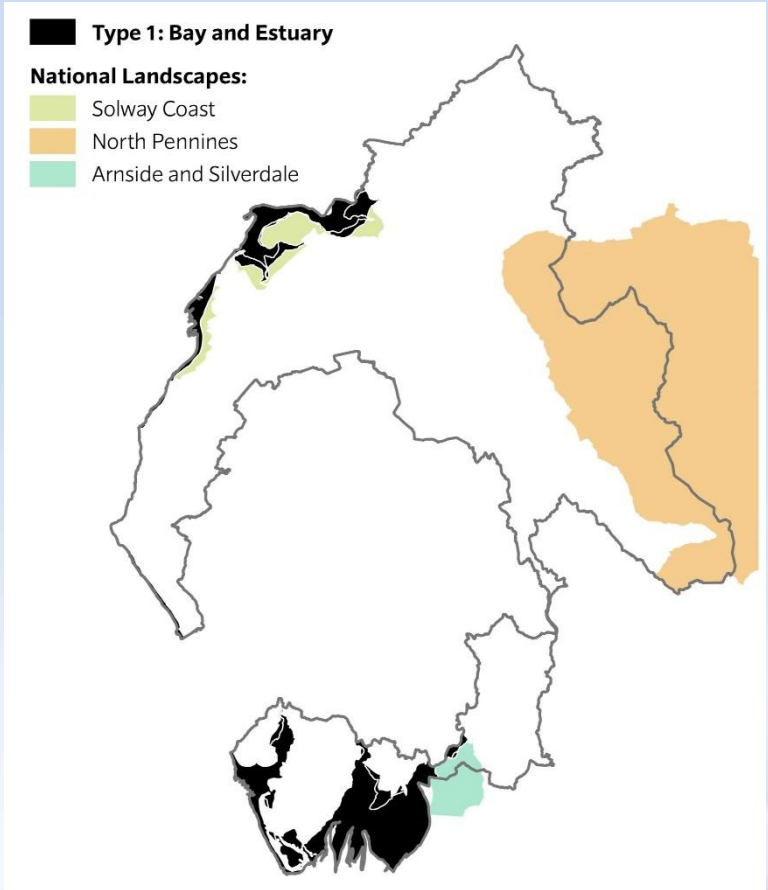 Type 1: Bay and Estuary
National Landscapes:
Solway Coast
North Pennines
Arnside and Silverdale